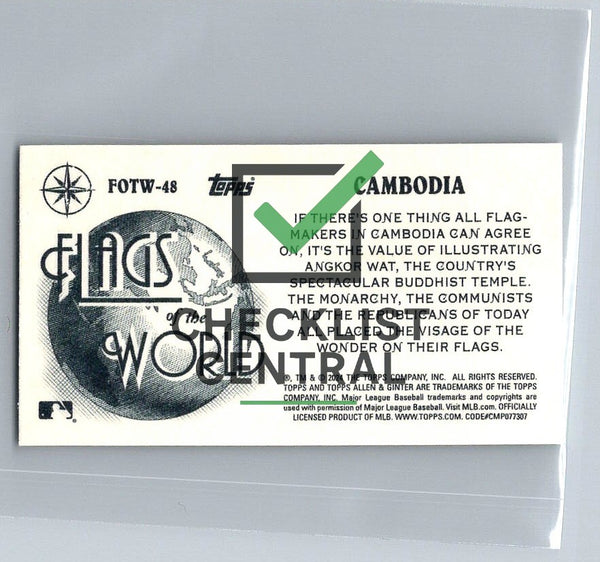 FOTW-48
Topps
CAMBODIA
FLAGS
of the
WORLD
IF THERE'S ONE THING ALL FLAG-
MAKERS IN CAMBODIA CAN AGREE
ON, IT'S THE VALUE OF ILLUSTRATING
ANGKOR WAT, THE COUNTRY'S
SPECTACULAR BUDDHIST TEMPLE.
THE MONARCHY, THE COMMUNISTS
AND THE REPUBLICANS OF TODAY
ALL PLACED THE VISAGE OF THE
WONDER ON THEIR FLAGS.
CHECKLIST
CENTRAL
®, TM & © 2024 THE TOPPS COMPANY, INC. ALL RIGHTS RESERVED.
TOPPS AND TOPPS ALLEN & GINTER ARE TRADEMARKS OF THE TOPPS
COMPANY, INC. Major League Baseball trademarks and copyrights are
used with permission of Major League Baseball. Visit MLB.com. OFFICIALLY
LICENSED PRODUCT OF MLB. WWW.TOPPS.COM. CODE#CMP077307